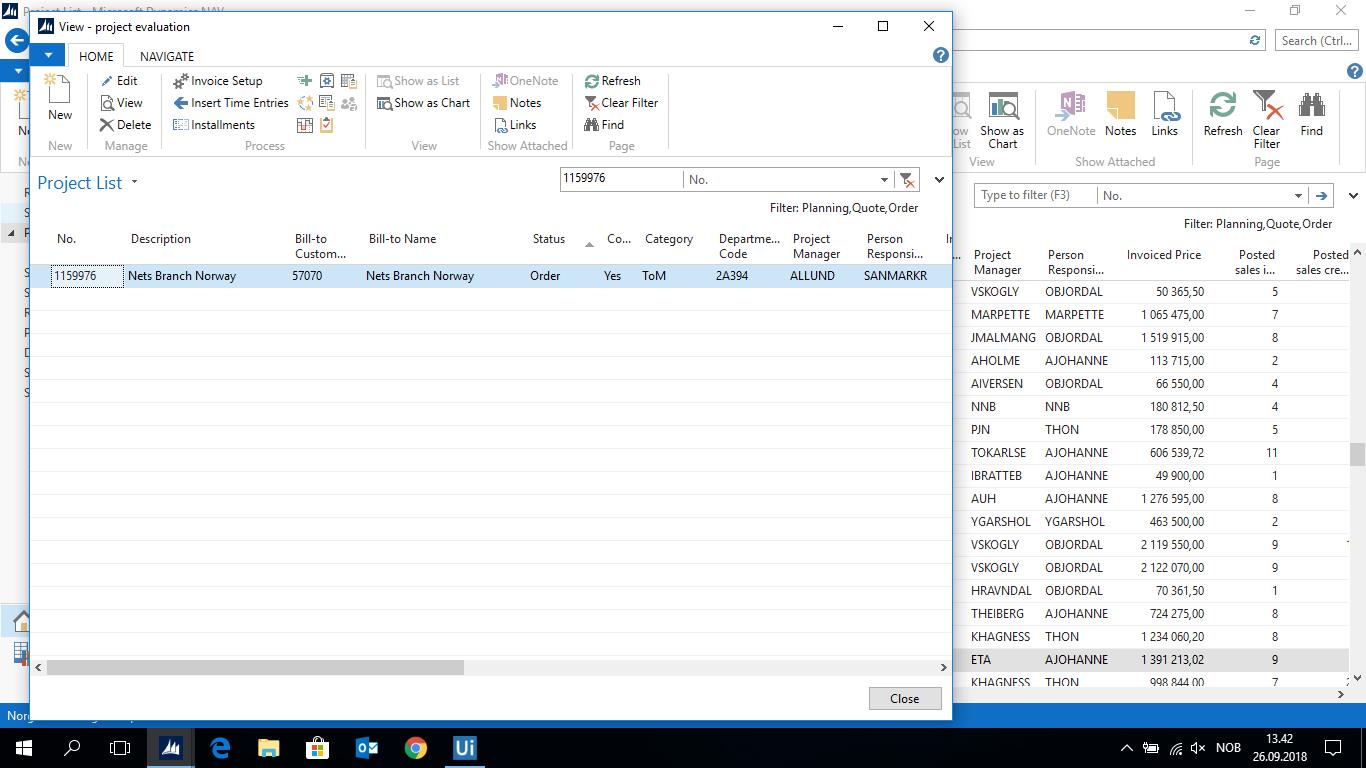 View - project evaluation
Search (Ctrl...
HOME NAVIGATE
New
Edit
View
Delete
Manage
Invoice Setup
Insert Time Entries
Installments
Process
Show as List
Show as Chart
View
OneNote
Notes
Links
Show Attached
Refresh
Clear Filter
Find
Page
New
Show as Chart
View
OneNote Notes Links
Show Attached
Refresh Clear Filter Find
Page
Project List
1159976 No.
Filter: Planning,Quote,Order
No. Description Bill-to Custom... Bill-to Name Status Co... Category Departme... Code Project Manager Person Responsi...
1159976 Nets Branch Norway 57070 Nets Branch Norway Order Yes ToM 2A394 ALLUND SANMARKR
Close
Type to filter (F3) No.
Filter: Planning,Quote,Order
Project Manager Person Responsi... Invoiced Price Posted sales i... Posted sales cre...
VSKOGLY OBJORDAL 50 365,50 5
MARPETTE MARPETTE 1 065 475,00 7
JMALMANG OBJORDAL 1 519 915,00 8
AHOLME AJOHANNE 113 715,00 2
AIVERSEN OBJORDAL 66 550,00 4
NNB NNB 180 812,50 4
PJN THON 178 850,00 5
TOKARLSE AJOHANNE 606 539,72 11
IBRATTEB AJOHANNE 49 900,00 1
AUH AJOHANNE 1 276 595,00 8
YGARSHOL YGARSHOL 463 500,00 2
VSKOGLY OBJORDAL 2 119 550,00 9
VSKOGLY OBJORDAL 2 122 070,00 9
HRAVNDAL OBJORDAL 70 361,50 1
THEIBERG AJOHANNE 724 275,00 8
KHAGNESS THON 1 234 060,20 8
ETA AJOHANNE 1 391 213,02 9
KHAGNESS THON 998 844,00 7
Ui
NOB
13.42
26.09.2018